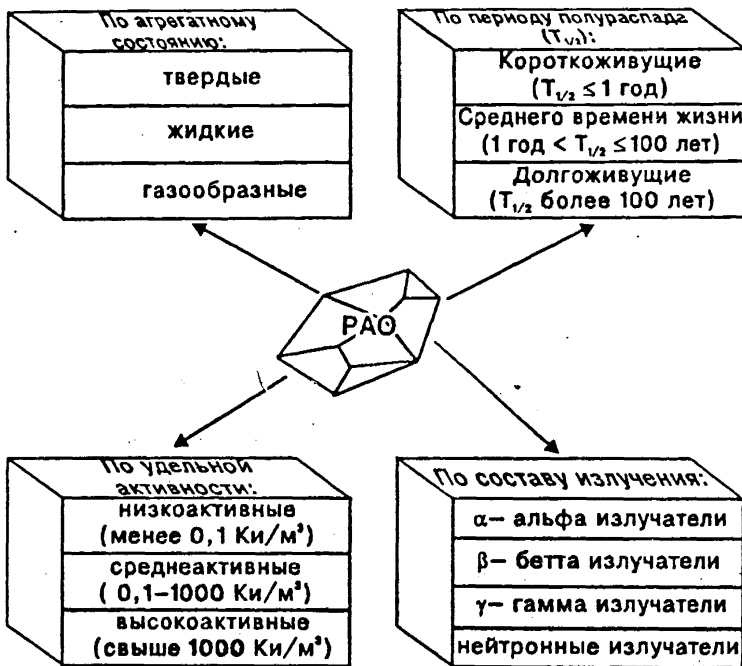 По агрегатному
состоянию:
твердые
жидкие
газообразные
По периоду полураспада
(T₁/₂):
Короткоживущие
(T₁/₂ ≤ 1 год)
Среднего времени жизни
(1 год < T₁/₂ ≤ 100 лет)
Долгоживущие
(T₁/₂ более 100 лет)
РАО
По удельной
активности:
низкоактивные
(менее 0,1 Ки/м³)
среднеактивные
( 0,1–1000 Ки/м³)
высокоактивные
(свыше 1000 Ки/м³)
По составу излучения:
α– альфа излучатели
β– бетта излучатели
γ– гамма излучатели
нейтронные излучатели